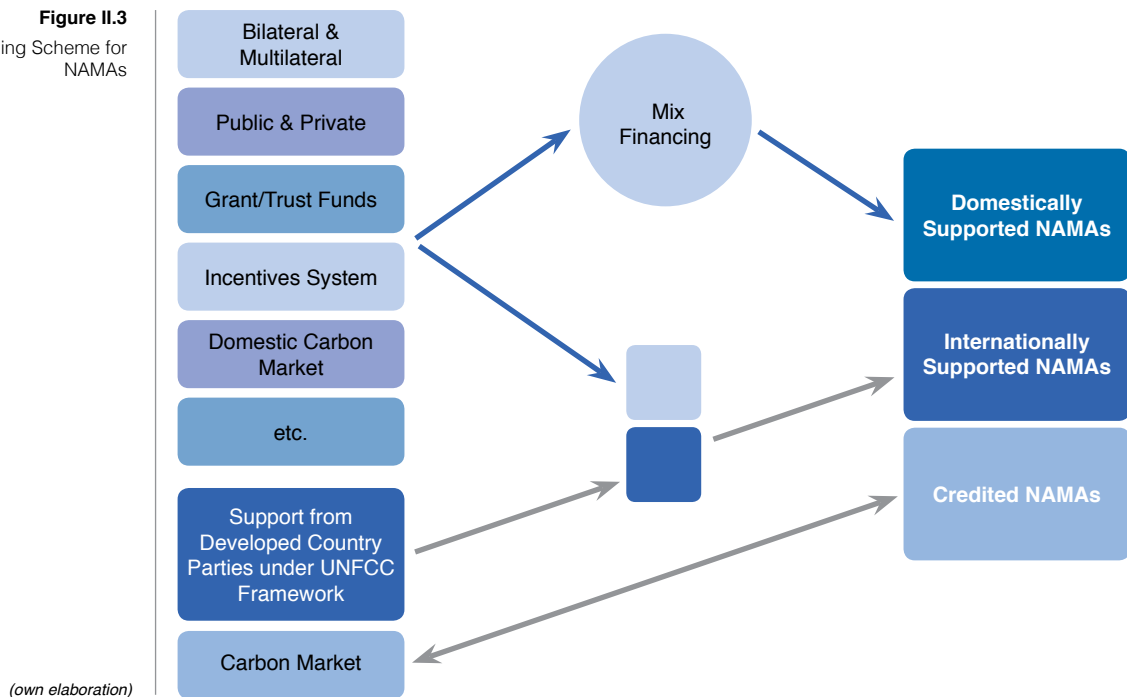 Figure II.3
ing Scheme for
NAMAs
Bilateral &
Multilateral
Public & Private
Grant/Trust Funds
Incentives System
Domestic Carbon
Market
etc.
Support from
Developed Country
Parties under UNFCC
Framework
Carbon Market
Mix
Financing
Domestically
Supported NAMAs
Internationally
Supported NAMAs
Credited NAMAs
(own elaboration)